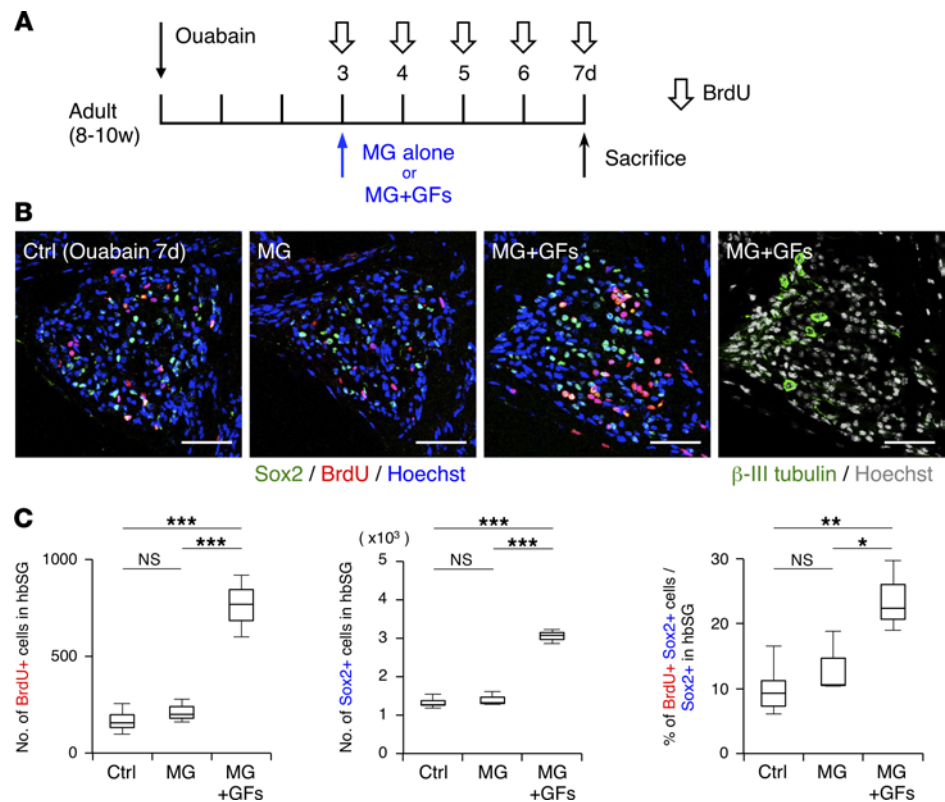 A
Ouabain
3 4 5 6 7d
BrdU
Adult
(8-10w)
MG alone
or
MG+GFs
Sacrifice
B
Ctrl (Ouabain 7d)
MG
MG+GFs
MG+GFs
Sox2 / BrdU / Hoechst
β-III tubulin / Hoechst
C
No. of BrdU+ cells in hbSG
***
***
NS
1000
500
0
Ctrl
MG
MG
+GFs
No. of Sox2+ cells in hbSG
(x10³)
***
***
NS
5
4
3
2
1
0
Ctrl
MG
MG
+GFs
% of BrdU+ Sox2+ cells /
Sox2+ in hbSG
**
*
NS
30
20
10
0
Ctrl
MG
MG
+GFs